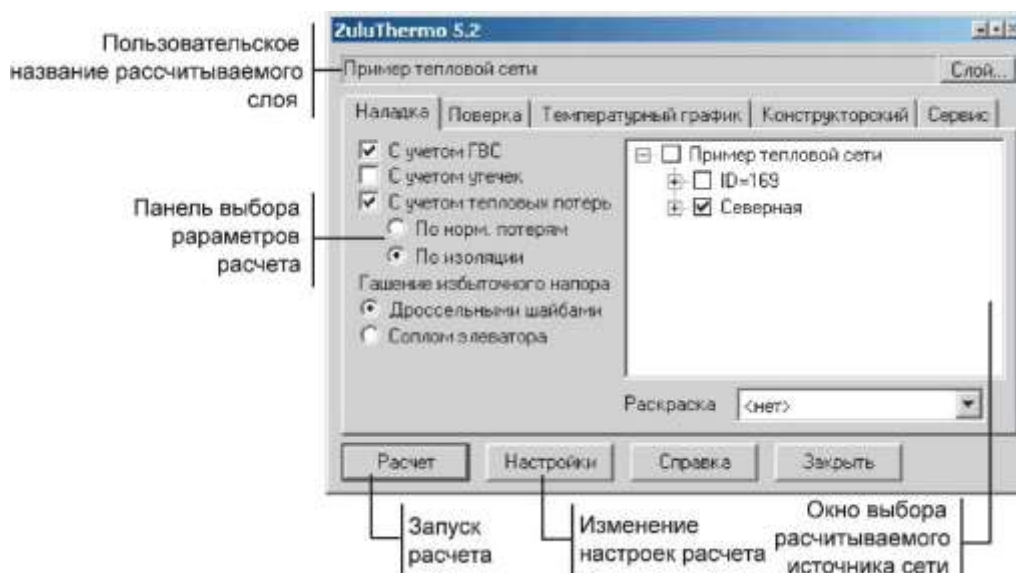 ZuluThermo 5.2
Пользовательское
название рассчитываемого
слоя
Пример тепловой сети
Слой...
Наладка
Поверка
Температурный график
Конструкторский
Сервис
С учетом ГВС
С учетом утечек
С учетом тепловых потерь
По норм. потерям
По изоляции
Гашение избыточного напора
Дроссельными шайбами
Соплом элеватора
Пример тепловой сети
ID=169
Северная
Панель выбора
рараметров
расчета
Раскраска
<нет>
Расчет
Настройки
Справка
Закрыть
Запуск
расчета
Изменение
настроек расчета
Окно выбора
расчитываемого
источника сети